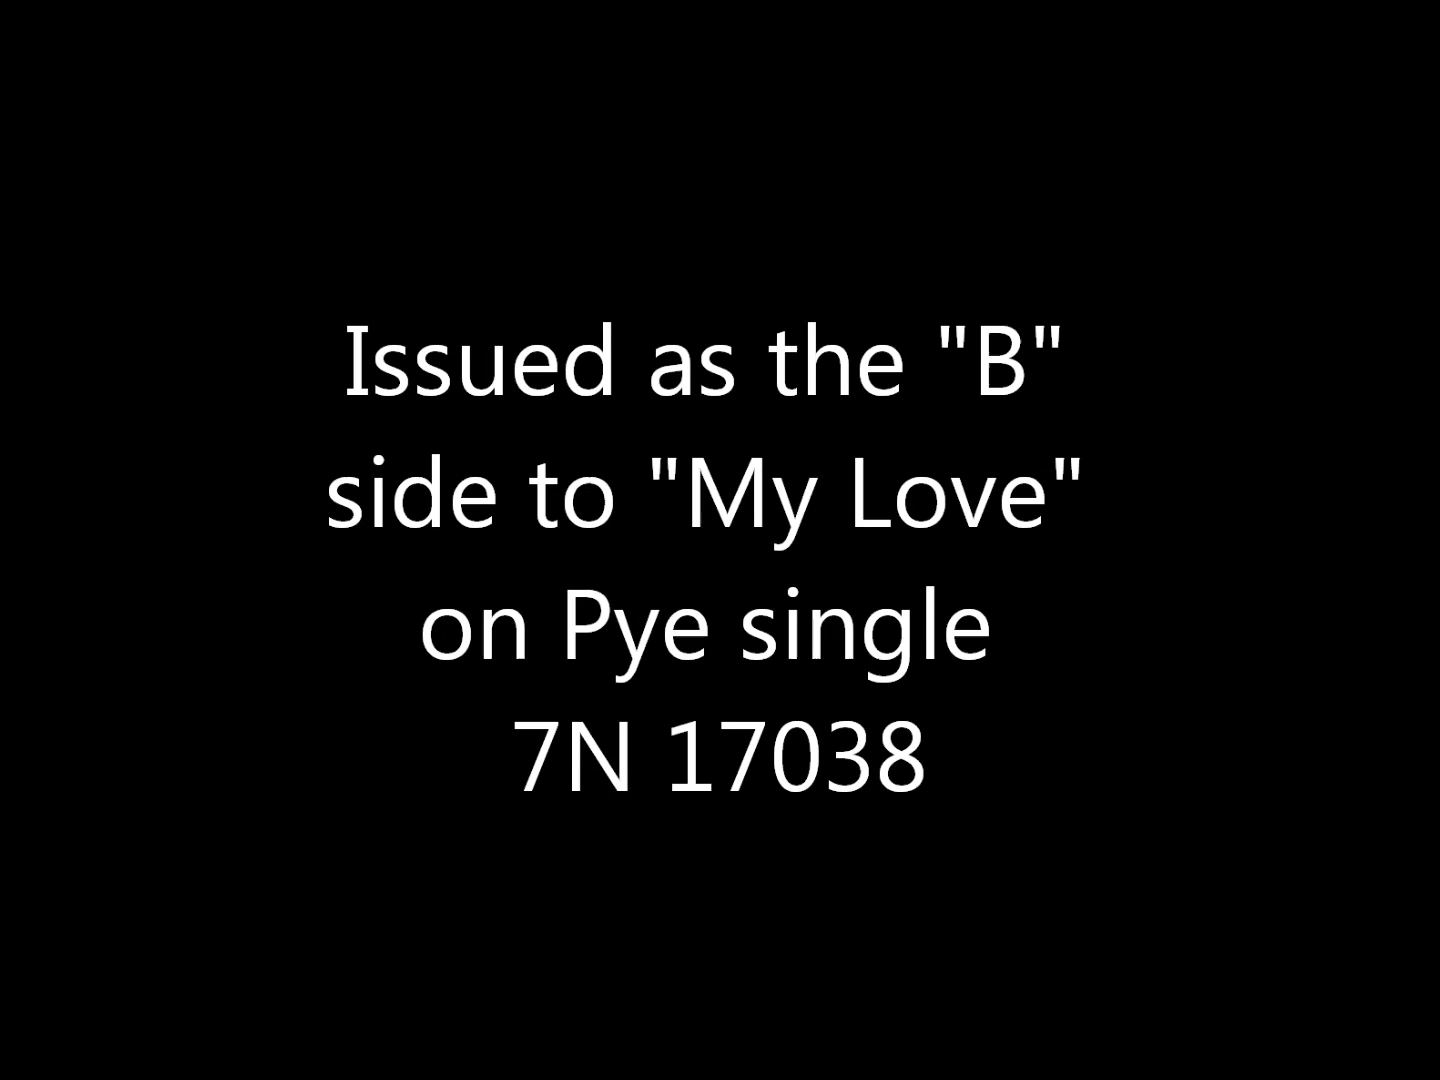 Issued as the "B"
side to "My Love"
on Pye single
7N 17038